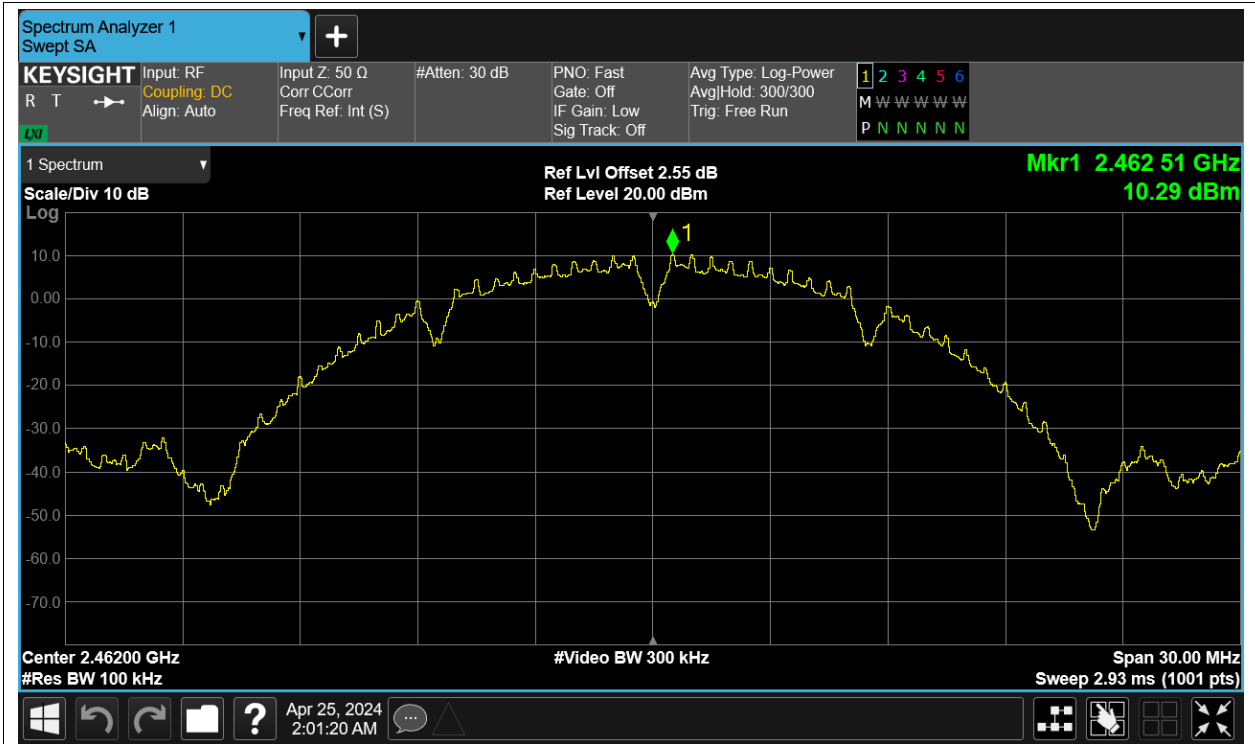 Spectrum Analyzer 1
Swept SA
KEYSIGHT
R T
LXI
Input: RF
Coupling: DC
Align: Auto
Input Z: 50 Ω
Corr CCorr
Freq Ref: Int (S)
#Atten: 30 dB
PNO: Fast
Gate: Off
IF Gain: Low
Sig Track: Off
Avg Type: Log-Power
Avg|Hold: 300/300
Trig: Free Run
1 2 3 4 5 6
M W W W W W
P N N N N N
1 Spectrum
Scale/Div 10 dB
Log
Ref Lvl Offset 2.55 dB
Ref Level 20.00 dBm
Mkr1 2.462 51 GHz
10.29 dBm
1
10.0
0.00
-10.0
-20.0
-30.0
-40.0
-50.0
-60.0
-70.0
Center 2.46200 GHz
#Video BW 300 kHz
Span 30.00 MHz
#Res BW 100 kHz
Sweep 2.93 ms (1001 pts)
?
Apr 25, 2024
2:01:20 AM